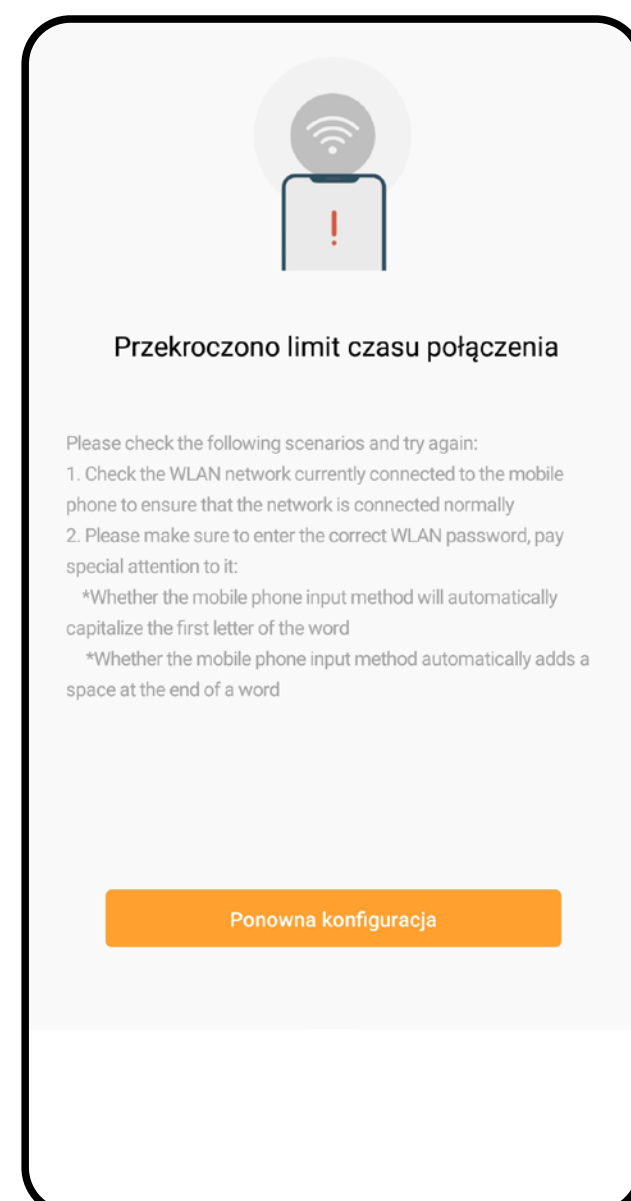 Przekroczono limit czasu połączenia
Please check the following scenarios and try again:
1. Check the WLAN network currently connected to the mobile
phone to ensure that the network is connected normally
2. Please make sure to enter the correct WLAN password, pay
special attention to it:
*Whether the mobile phone input method will automatically
capitalize the first letter of the word
*Whether the mobile phone input method automatically adds a
space at the end of a word
Ponowna konfiguracja